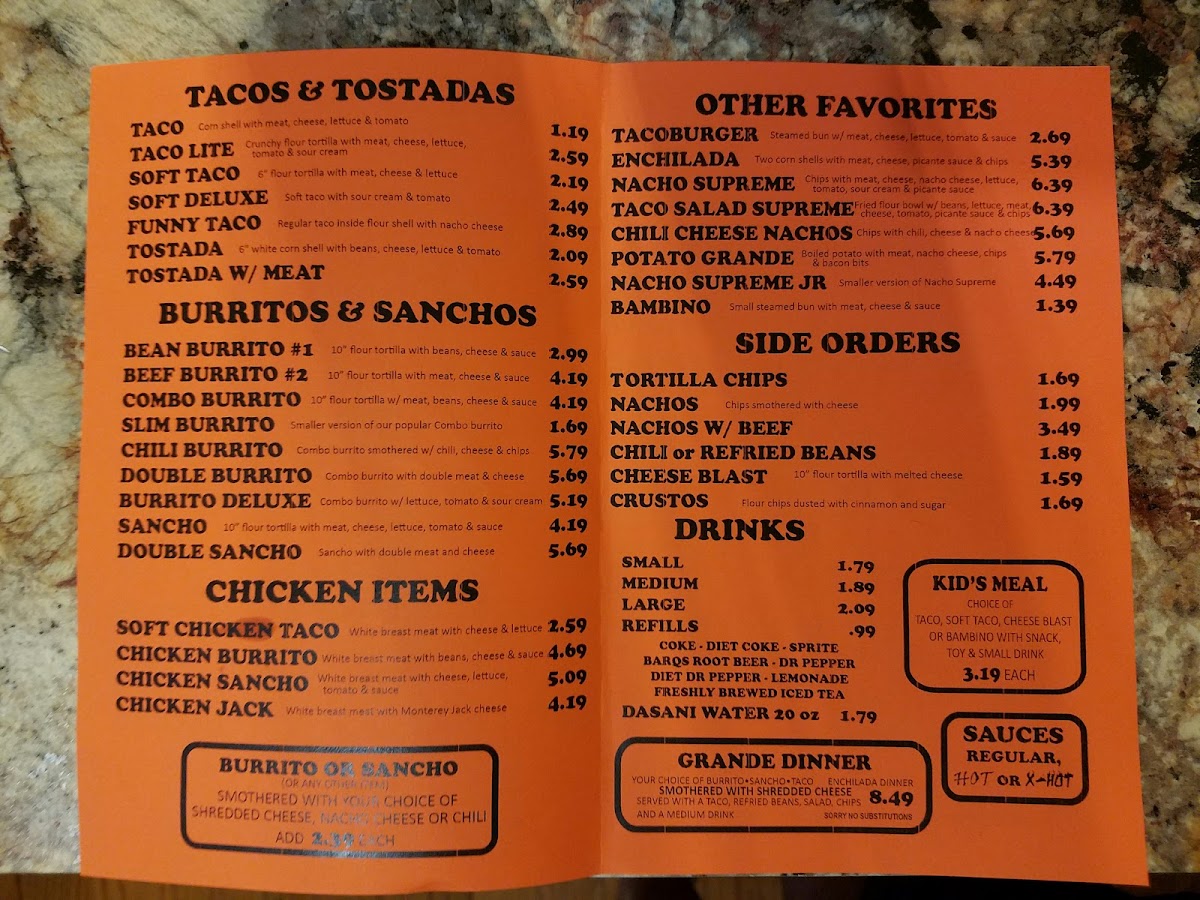 TACOS & TOSTADAS
TACO Corn shell with meat, cheese, lettuce & tomato 1.19
TACO LITE Crunchy flour tortilla with meat, cheese, lettuce, tomato & sour cream 2.59
SOFT TACO 6" flour tortilla with meat, cheese & lettuce 2.19
SOFT DELUXE Soft taco with sour cream & tomato 2.49
FUNNY TACO Regular taco inside flour shell with nacho cheese 2.89
TOSTADA 6" white corn shell with beans, cheese, lettuce & tomato 2.09
TOSTADA W/ MEAT 2.59
BURRITOS & SANCHOS
BEAN BURRITO #1 10" flour tortilla with beans, cheese & sauce 2.99
BEEF BURRITO #2 10" flour tortilla with meat, cheese & sauce 4.19
COMBO BURRITO 10" flour tortilla w/ meat, beans, cheese & sauce 4.19
SLIM BURRITO Smaller version of our popular Combo burrito 1.69
CHILI BURRITO Combo burrito smothered w/ chili, cheese & chips 5.79
DOUBLE BURRITO Combo burrito with double meat & cheese 5.69
BURRITO DELUXE Combo burrito w/ lettuce, tomato & sour cream 5.19
SANCHO 10" flour tortilla with meat, cheese, lettuce, tomato & sauce 4.19
DOUBLE SANCHO Sancho with double meat and cheese 5.69
CHICKEN ITEMS
SOFT CHICKEN TACO White breast meat with cheese & lettuce 2.59
CHICKEN BURRITO White breast meat with beans, cheese & sauce 4.69
CHICKEN SANCHO White breast meat with cheese, lettuce, tomato & sauce 5.09
CHICKEN JACK White breast meat with Monterey Jack cheese 4.19
BURRITO OR SANCHO
(OR ANY OTHER ITEM)
SMOTHERED WITH YOUR CHOICE OF
SHREDDED CHEESE, NACHO CHEESE OR CHILI
ADD EACH
OTHER FAVORITES
TACOBURGER Steamed bun w/ meat, cheese, lettuce, tomato & sauce 2.69
ENCHILADA Two corn shells with meat, cheese, picante sauce & chips 5.39
NACHO SUPREME Chips with meat, cheese, nacho cheese, lettuce, tomato, sour cream & picante sauce 6.39
TACO SALAD SUPREME Fried flour bowl w/ beans, lettuce, meat, cheese, tomato, picante sauce & chips 6.39
CHILI CHEESE NACHOS Chips with chili, cheese & nacho cheese 5.69
POTATO GRANDE Boiled potato with meat, nacho cheese, chips & bacon bits 5.79
NACHO SUPREME JR Smaller version of Nacho Supreme 4.49
BAMBINO Small steamed bun with meat, cheese & sauce 1.39
SIDE ORDERS
TORTILLA CHIPS 1.69
NACHOS Chips smothered with cheese 1.99
NACHOS W/ BEEF 3.49
CHILI or REFRIED BEANS 1.89
CHEESE BLAST 10" flour tortilla with melted cheese 1.59
CRUSTOS Flour chips dusted with cinnamon and sugar 1.69
DRINKS
SMALL 1.79
MEDIUM 1.89
LARGE 2.09
REFILLS .99
COKE - DIET COKE - SPRITE
BARQS ROOT BEER - DR PEPPER
DIET DR PEPPER - LEMONADE
FRESHLY BREWED ICED TEA
DASANI WATER 20 oz 1.79
KID'S MEAL
CHOICE OF
TACO, SOFT TACO, CHEESE BLAST
OR BAMBINO WITH SNACK,
TOY & SMALL DRINK
3.19 EACH
GRANDE DINNER
YOUR CHOICE OF BURRITO•SANCHO•TACO ENCHILADA DINNER
SMOTHERED WITH SHREDDED CHEESE
SERVED WITH A TACO, REFRIED BEANS, SALAD, CHIPS 8.49
AND A MEDIUM DRINK SORRY NO SUBSTITUTIONS
SAUCES
REGULAR,
HOT OR X-HOT